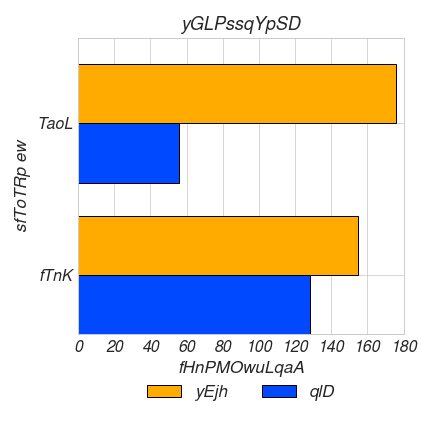 yGLPssqYpSD
TaoL
fTnK
sfToTRp ew
0 20 40 60 80 100 120 140 160 180
fHnPMOwuLqaA
yEjh qlD